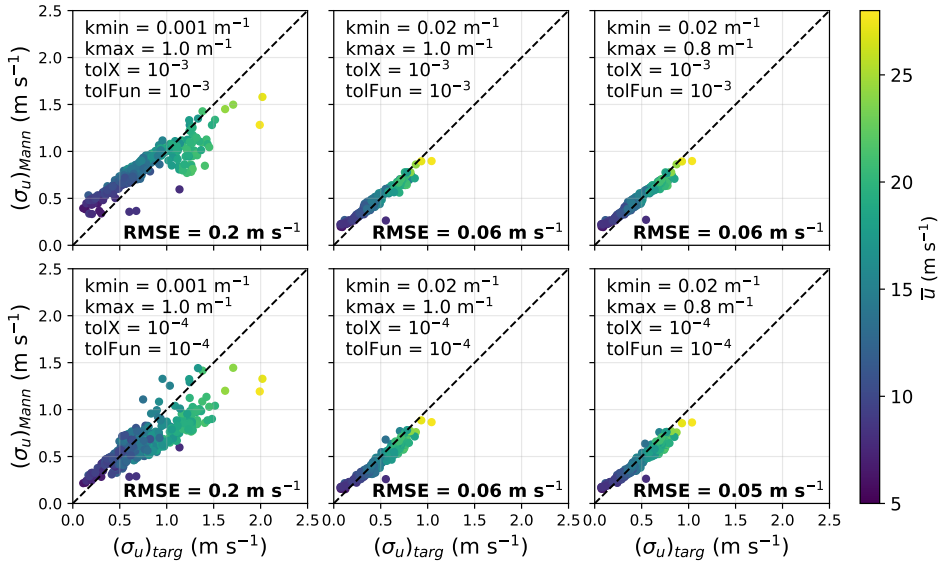 2.5
2.0
1.5
1.0
0.5
0.0
(σu)Mann (m s⁻¹)
kmin = 0.001 m⁻¹
kmax = 1.0 m⁻¹
tolX = 10⁻³
tolFun = 10⁻³
RMSE = 0.2 m s⁻¹
kmin = 0.02 m⁻¹
kmax = 1.0 m⁻¹
tolX = 10⁻³
tolFun = 10⁻³
RMSE = 0.06 m s⁻¹
kmin = 0.02 m⁻¹
kmax = 0.8 m⁻¹
tolX = 10⁻³
tolFun = 10⁻³
RMSE = 0.06 m s⁻¹
2.5
2.0
1.5
1.0
0.5
0.0
(σu)Mann (m s⁻¹)
kmin = 0.001 m⁻¹
kmax = 1.0 m⁻¹
tolX = 10⁻⁴
tolFun = 10⁻⁴
RMSE = 0.2 m s⁻¹
kmin = 0.02 m⁻¹
kmax = 1.0 m⁻¹
tolX = 10⁻⁴
tolFun = 10⁻⁴
RMSE = 0.06 m s⁻¹
kmin = 0.02 m⁻¹
kmax = 0.8 m⁻¹
tolX = 10⁻⁴
tolFun = 10⁻⁴
RMSE = 0.05 m s⁻¹
0.0 0.5 1.0 1.5 2.0 2.5
0.0 0.5 1.0 1.5 2.0 2.5
0.0 0.5 1.0 1.5 2.0 2.5
(σu)targ (m s⁻¹)
(σu)targ (m s⁻¹)
(σu)targ (m s⁻¹)
25
20
15
10
5
u̅ (m s⁻¹)